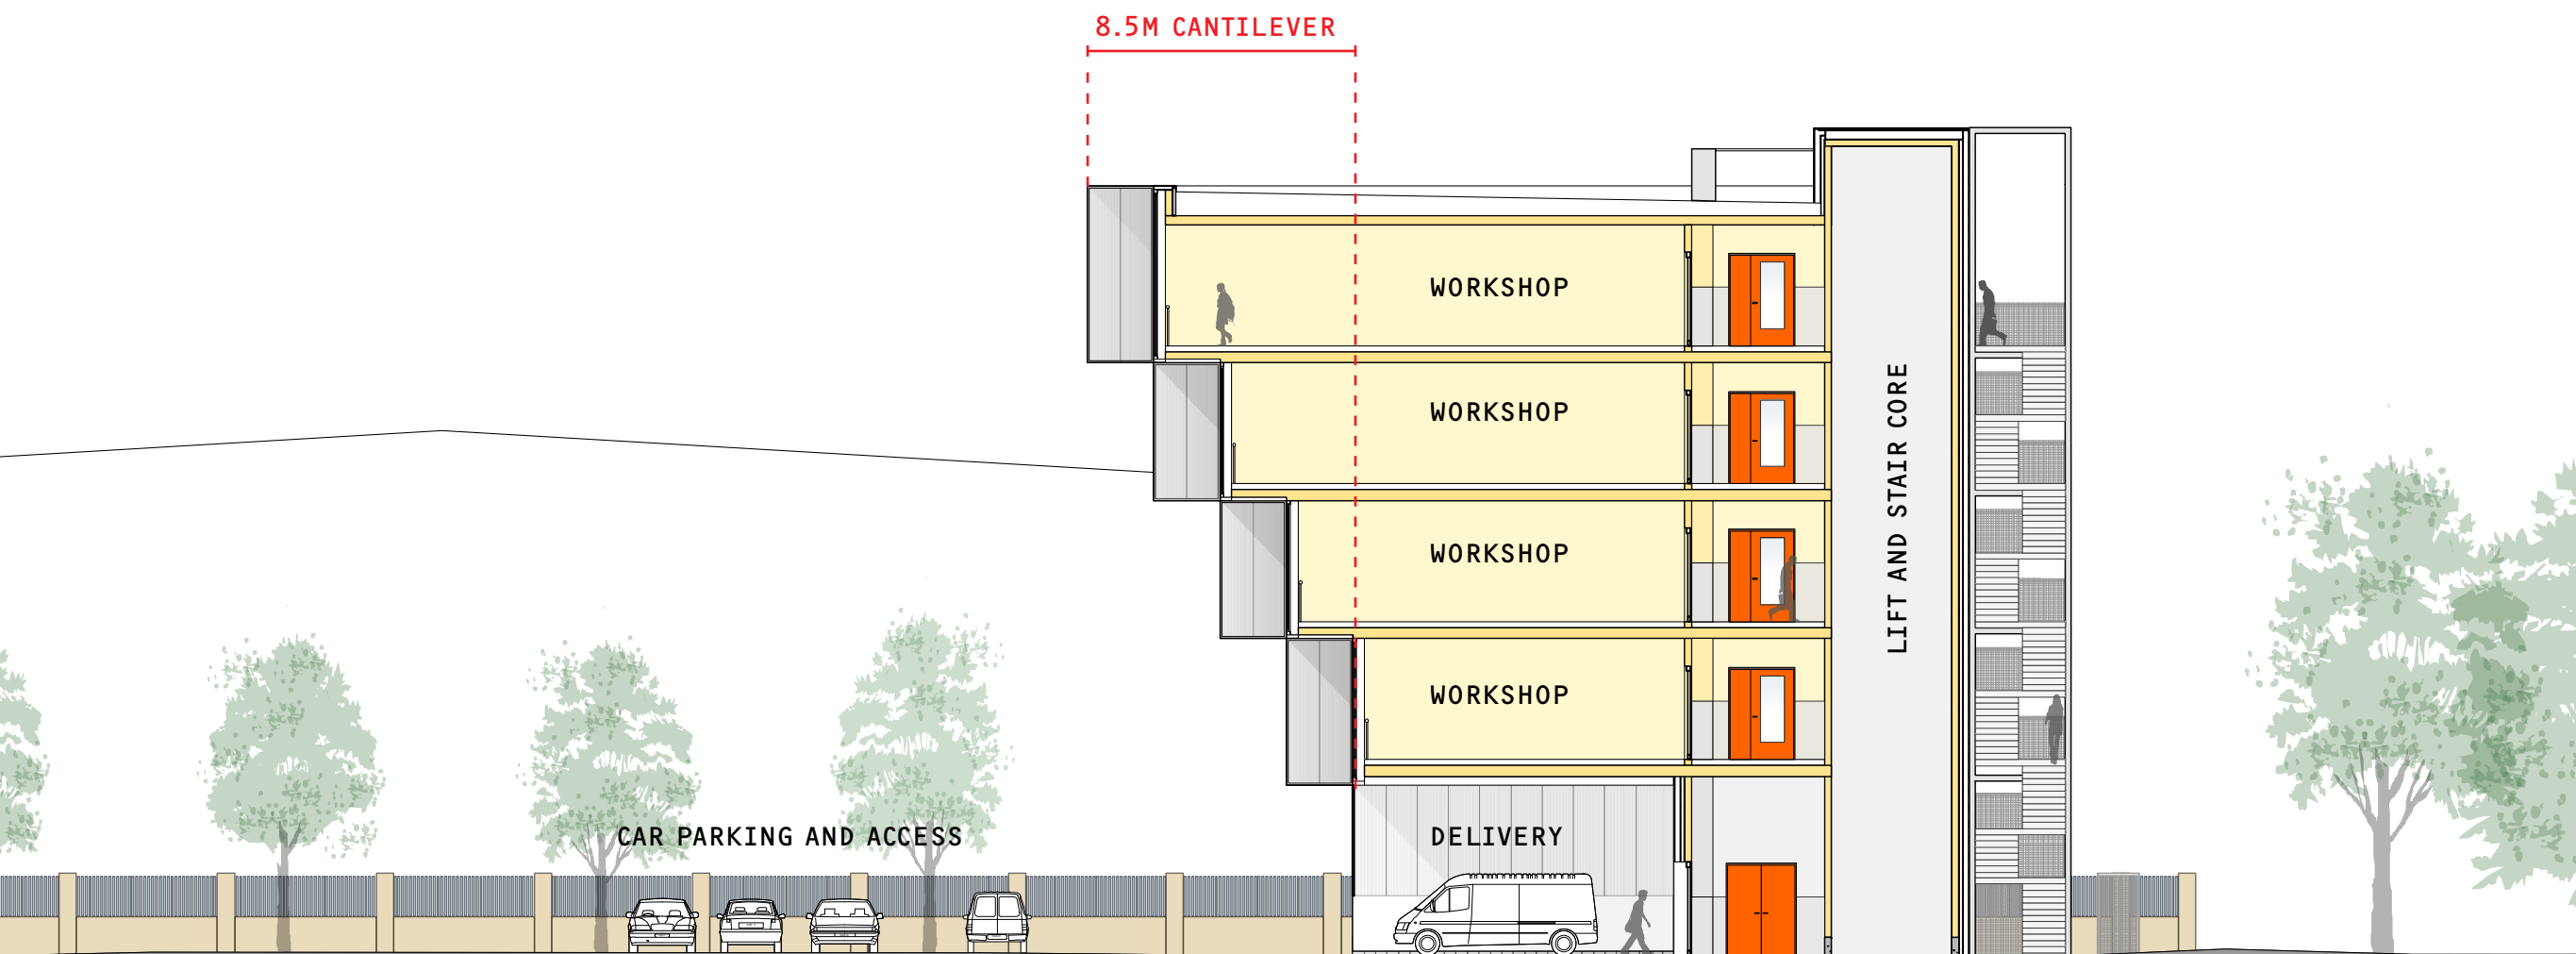 8.5M CANTILEVER
WORKSHOP
WORKSHOP
WORKSHOP
WORKSHOP
LIFT AND STAIR CORE
CAR PARKING AND ACCESS
DELIVERY